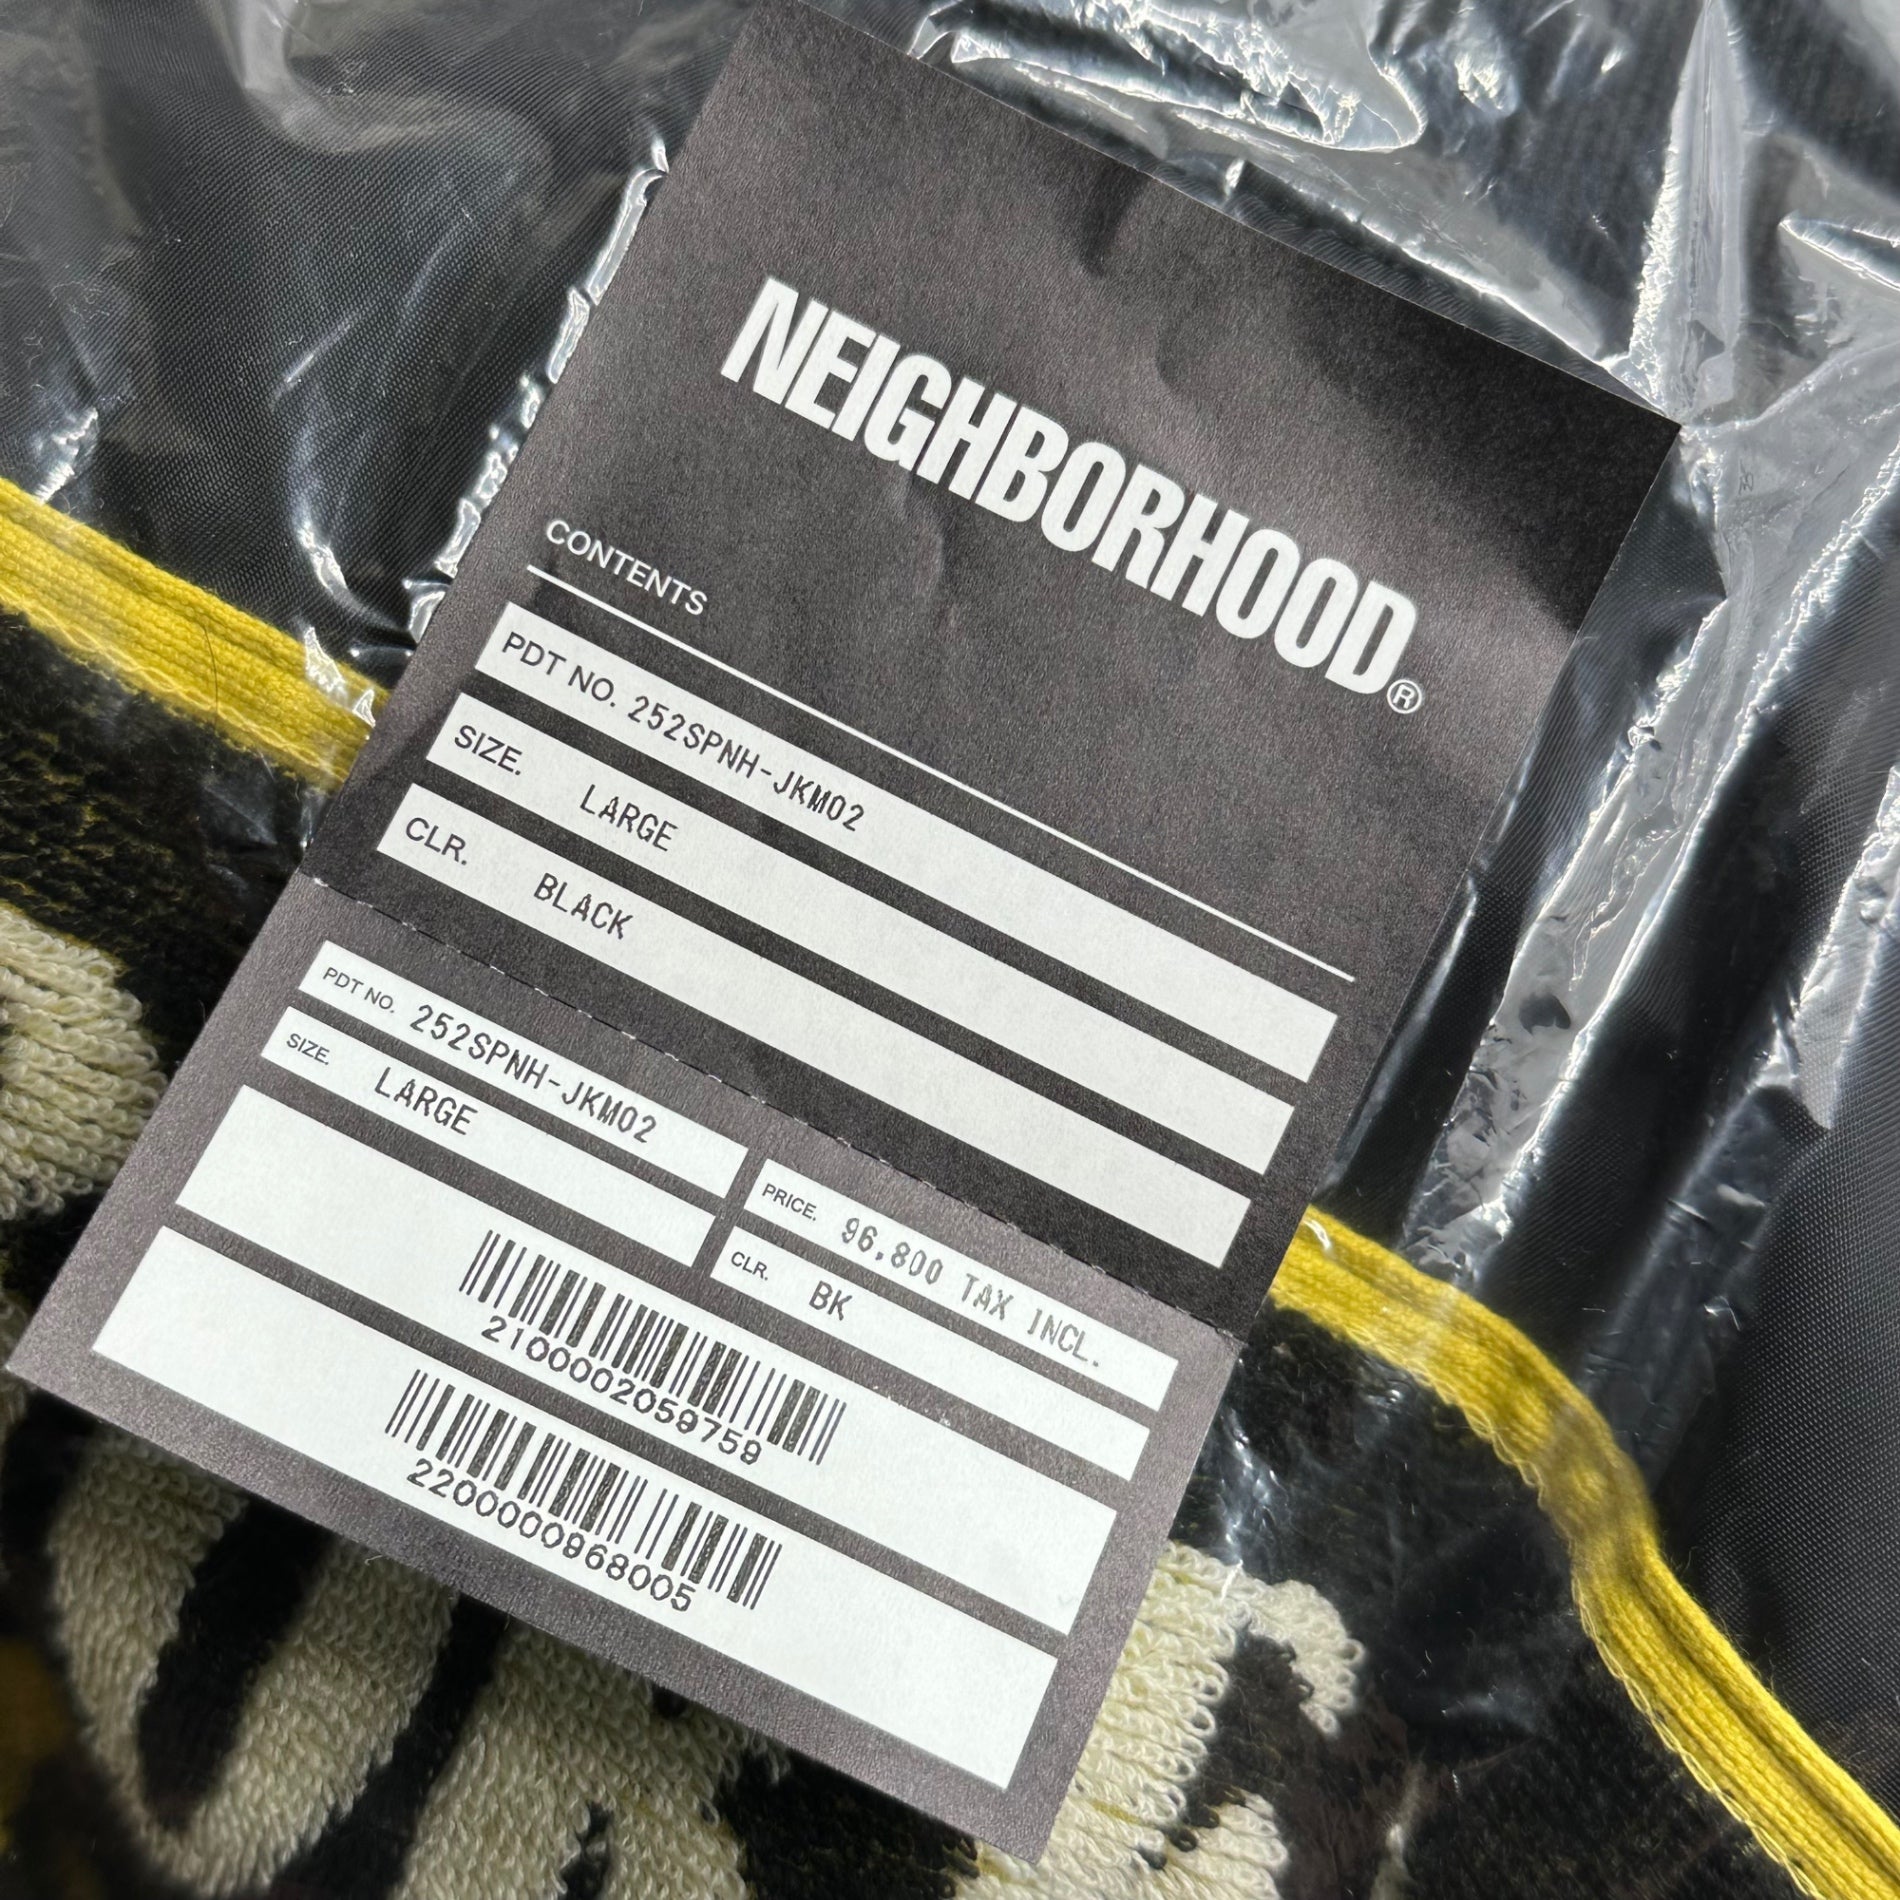 NEIGHBORHOOD®
CONTENTS
PDT NO. 252SPNH-JKM02
SIZE. LARGE
CLR. BLACK
PDT NO. 252SPNH-JKM02
SIZE. LARGE
PRICE. 96,800 TAX INCL.
CLR. BK
2100002059759
2200000968005